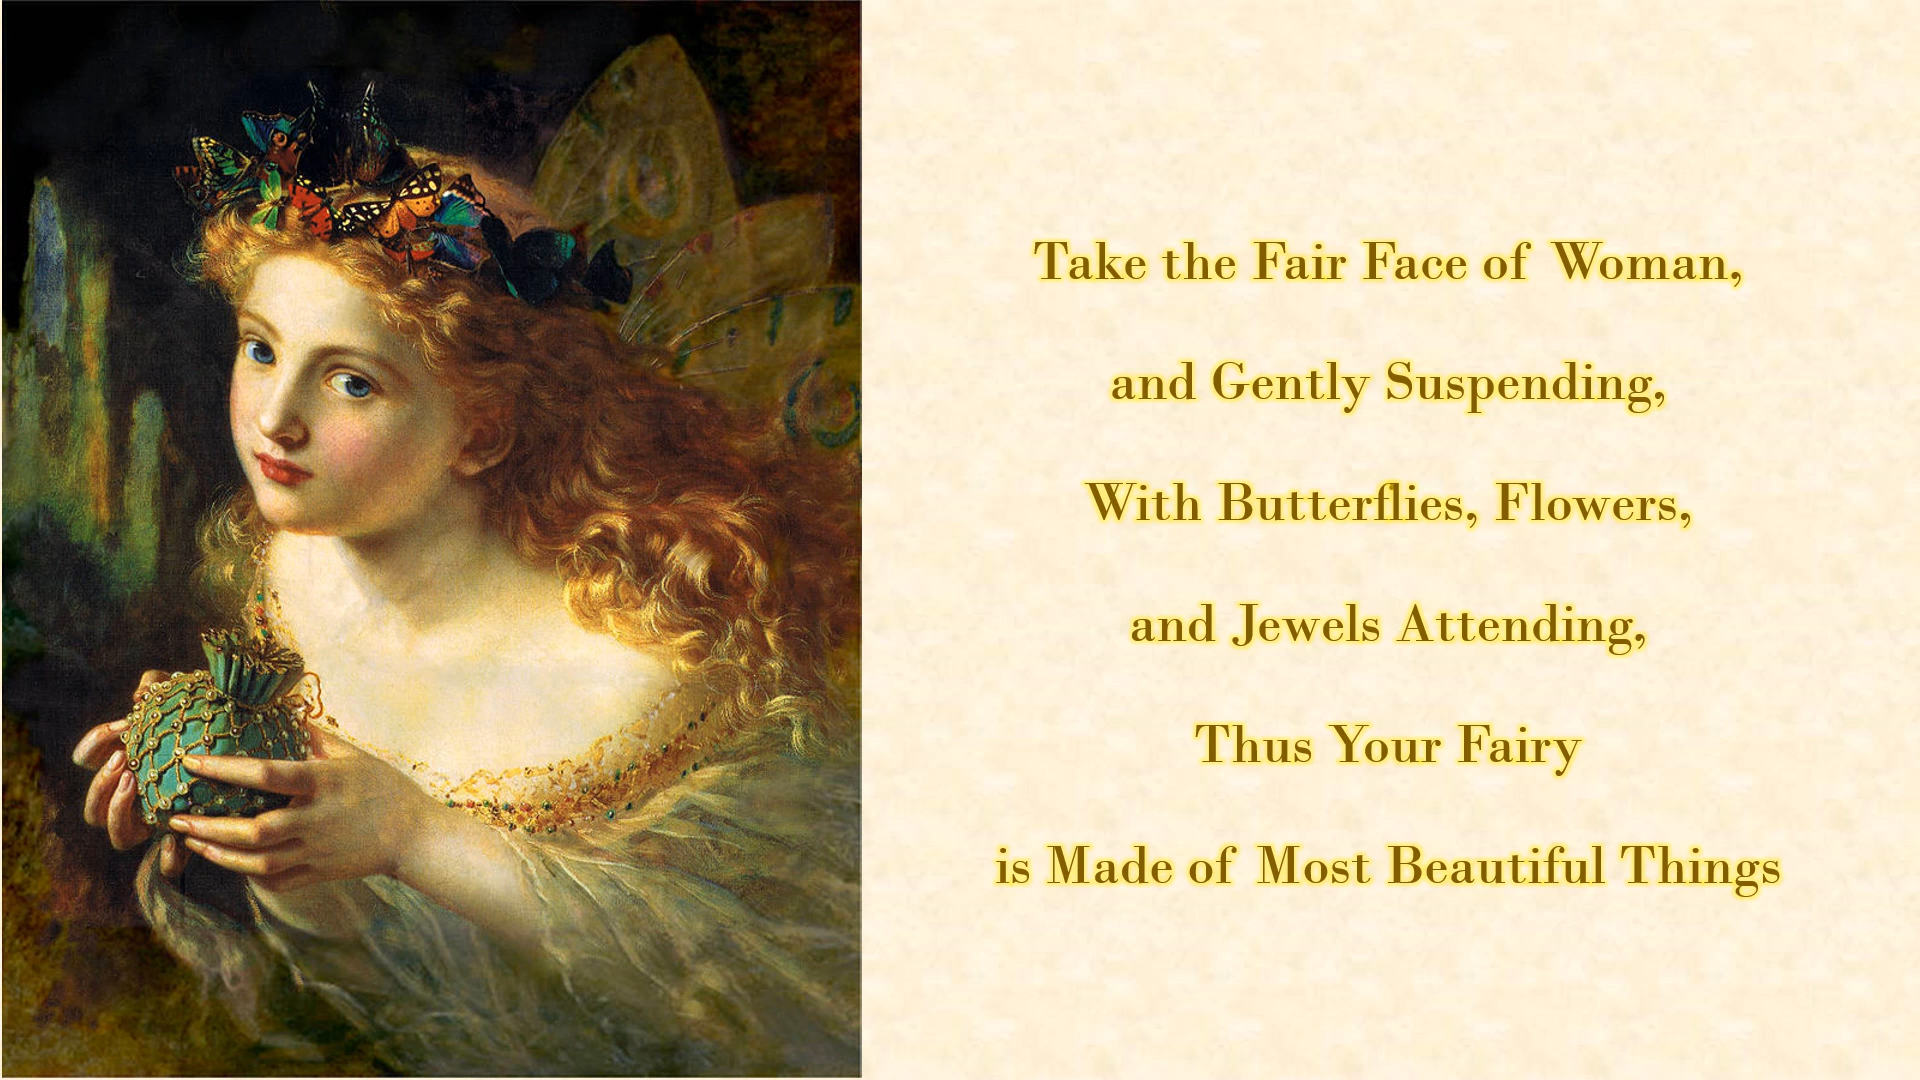 Take the Fair Face of Woman,
and Gently Suspending,
With Butterflies, Flowers,
and Jewels Attending,
Thus Your Fairy
is Made of Most Beautiful Things